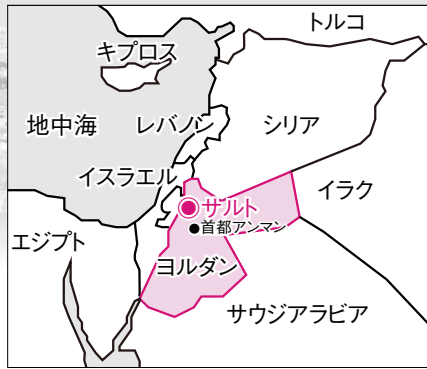 トルコ
キプロス
地中海
レバノン
シリア
イスラエル
イラク
サルト
首都アンマン
エジプト
ヨルダン
サウジアラビア